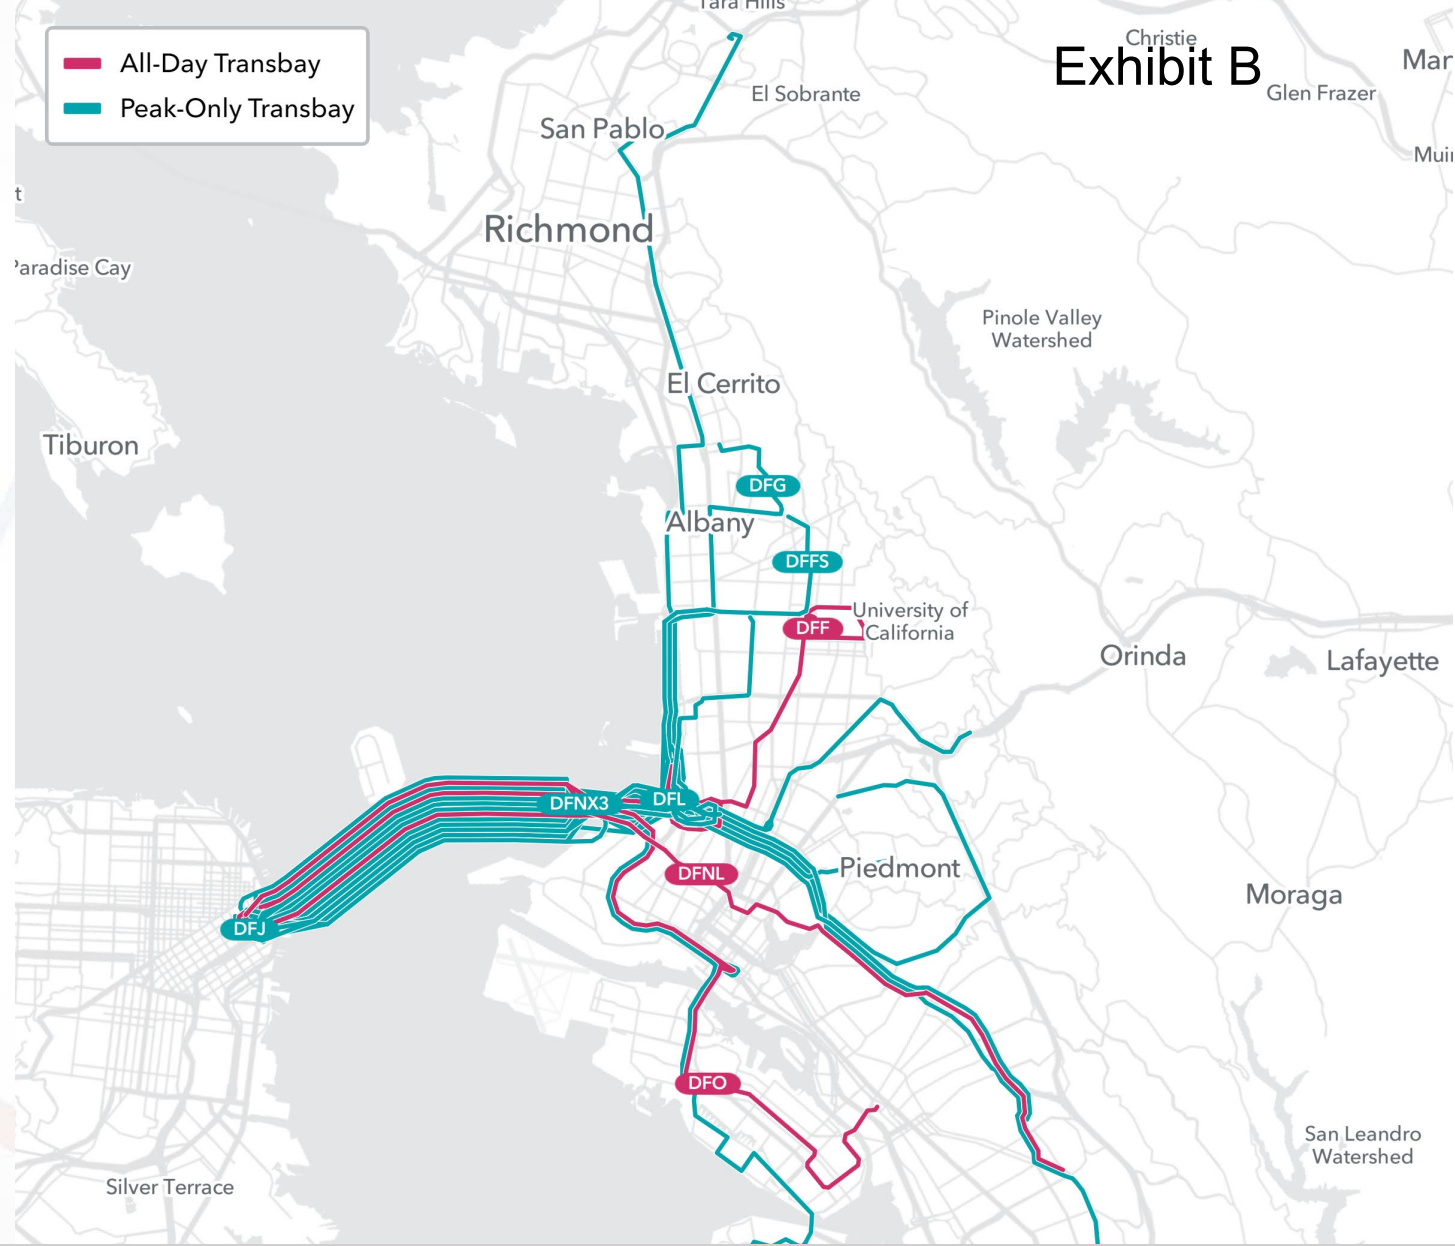 Tara Hills
All-Day Transbay
Peak-Only Transbay
Exhibit B
Christie
Glen Frazer
El Sobrante
San Pablo
Richmond
Paradise Cay
Pinole Valley
Watershed
El Cerrito
Tiburon
DFG
Albany
DFFS
University of
California
DFF
Orinda
Lafayette
DFNX3
DFL
Piedmont
DFNL
Moraga
DFJ
DFO
San Leandro
Watershed
Silver Terrace